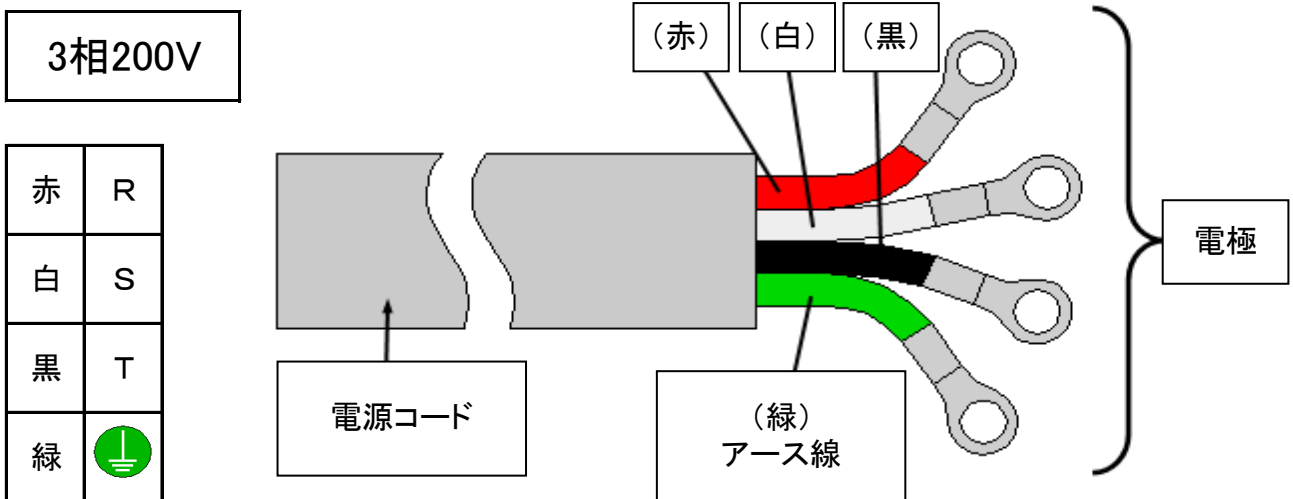 3相200V
（赤）
（白）
（黒）
赤 R
白 S
黒 T
緑
電極
電源コード
（緑）
アース線